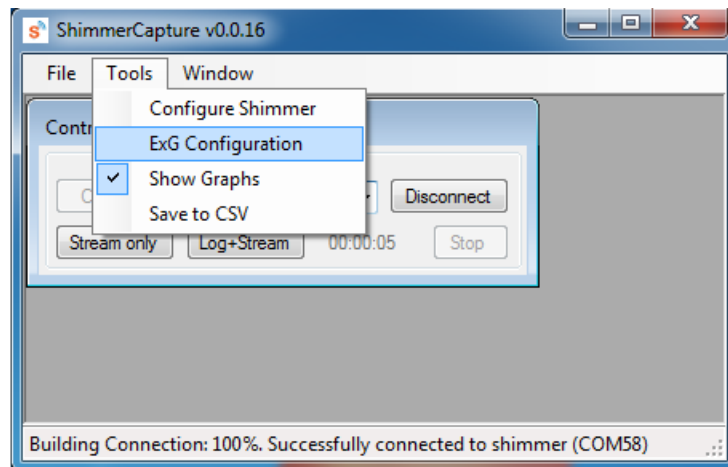 ShimmerCapture v0.0.16
File Tools Window
Configure Shimmer
ExG Configuration
Show Graphs
Save to CSV
Contr
C
Disconnect
Stream only Log+Stream 00:00:05 Stop
Building Connection: 100%. Successfully connected to shimmer (COM58)